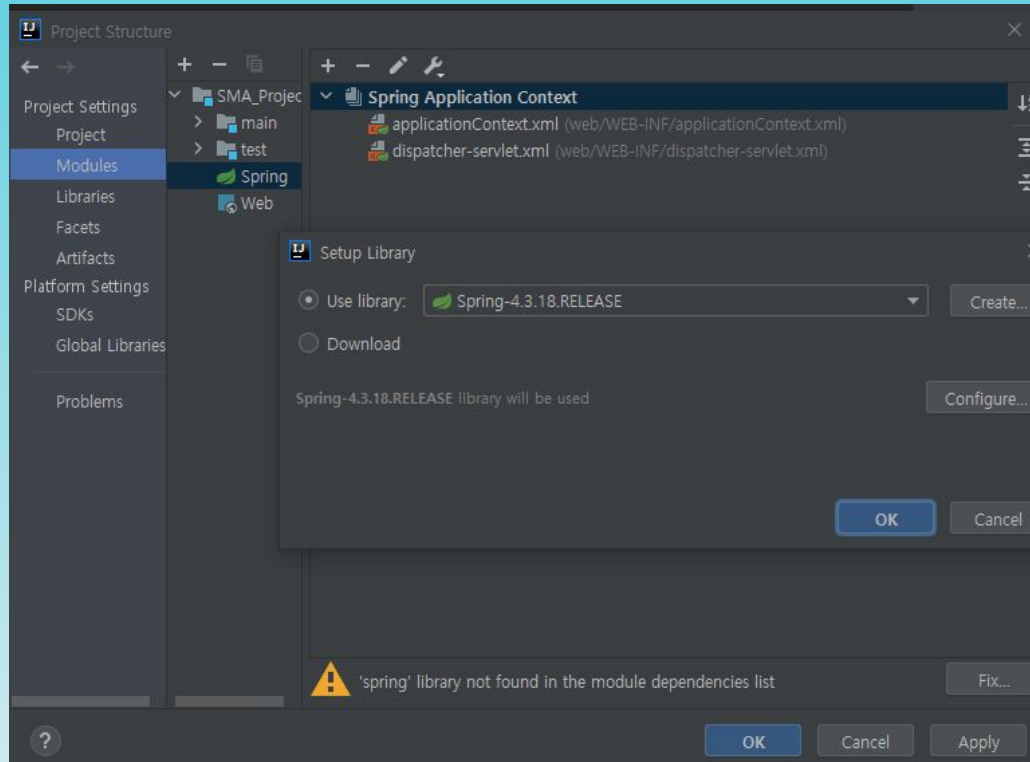 Project Structure
Project Settings
Project
Modules
Libraries
Facets
Artifacts
Platform Settings
SDKs
Global Libraries
Problems
SMA_Projec
main
test
Spring
Web
Spring Application Context
applicationContext.xml (web/WEB-INF/applicationContext.xml)
dispatcher-servlet.xml (web/WEB-INF/dispatcher-servlet.xml)
Setup Library
Use library: Spring-4.3.18.RELEASE Create...
Download
Spring-4.3.18.RELEASE library will be used Configure...
OK Cancel
'spring' library not found in the module dependencies list Fix...
? OK Cancel Apply